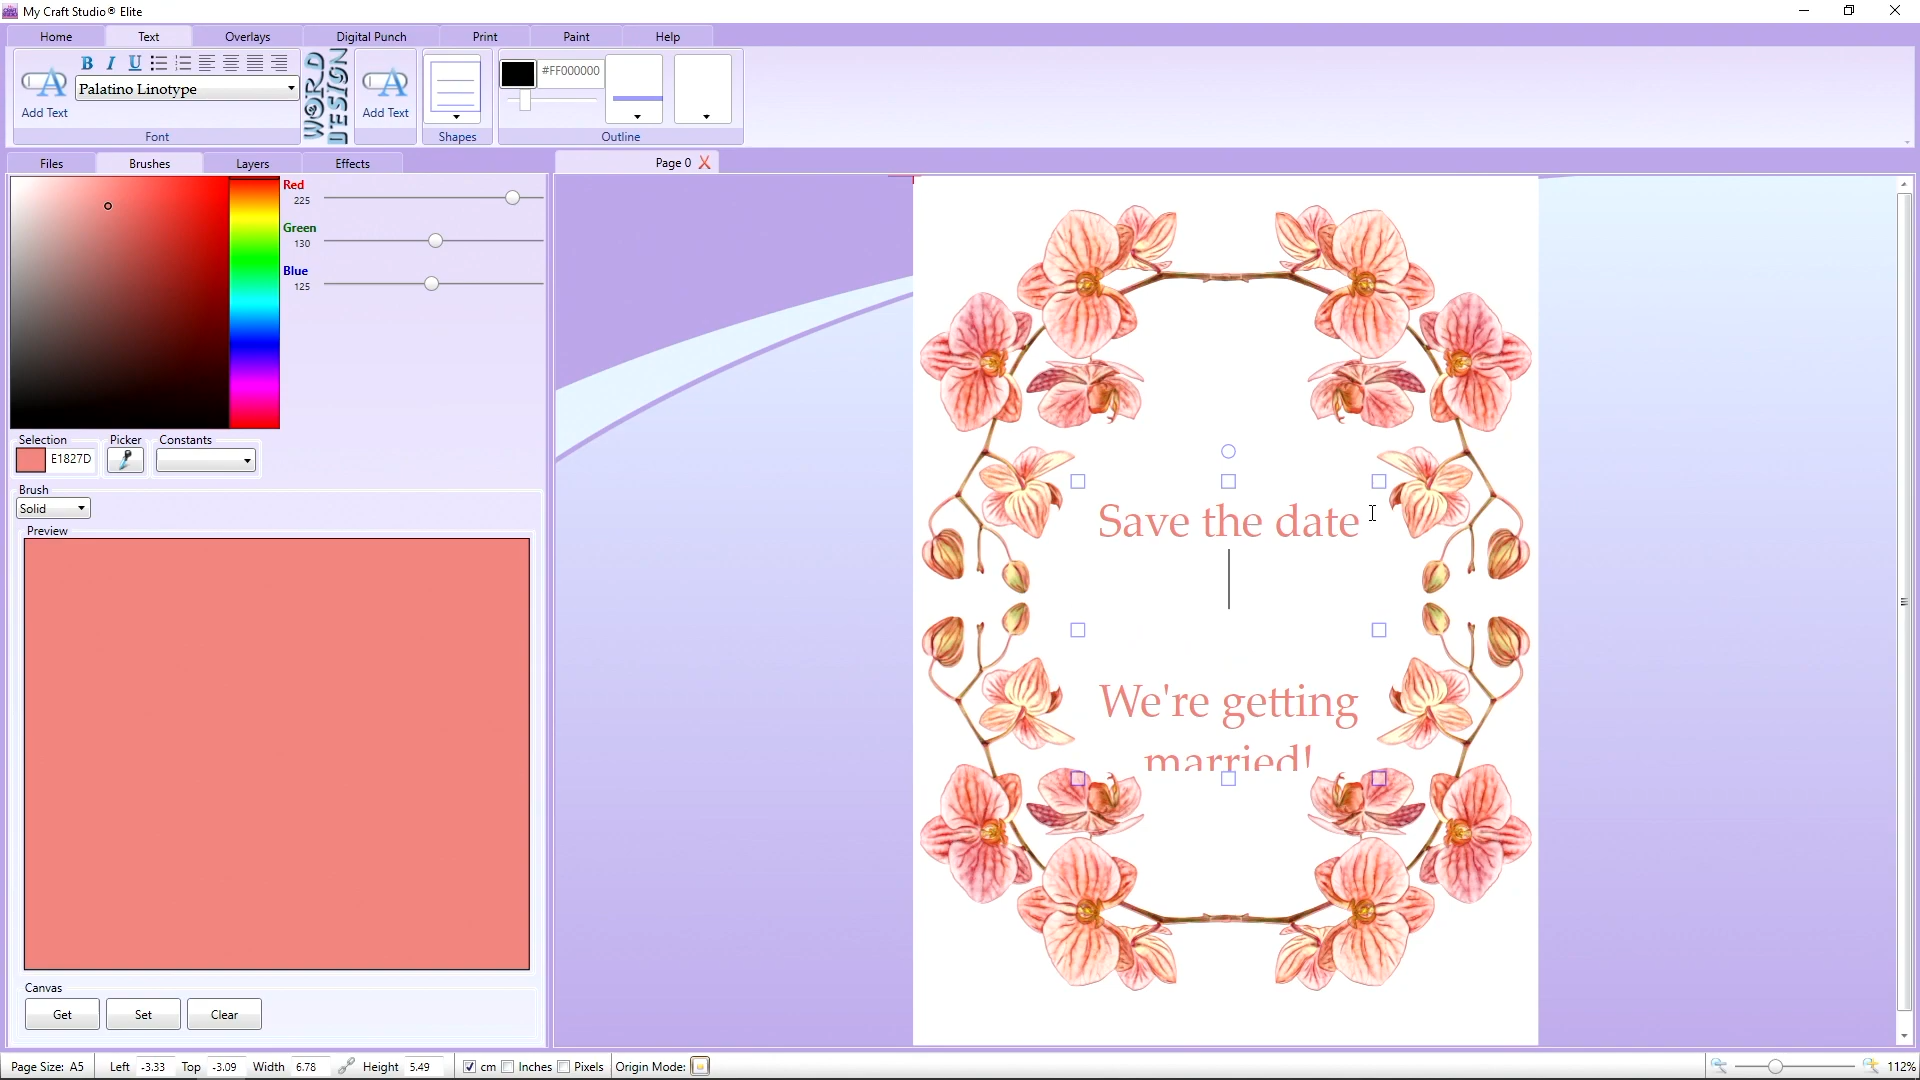 My Craft Studio® Elite
Home Text Overlays Digital Punch Print Paint Help
B I U
Palatino Linotype
Add Text
Font
WORD DESIGN
Add Text
Shapes
#FF000000
Outline
Files Brushes Layers Effects
Page 0
Red
225
Green
130
Blue
125
Selection Picker Constants
E1827D
Brush
Solid
Preview
Save the date
We're getting
married!
Canvas
Get Set Clear
Page Size: A5 Left -3.33 Top -3.09 Width 6.78 Height 5.49 cm Inches Pixels Origin Mode: 112%